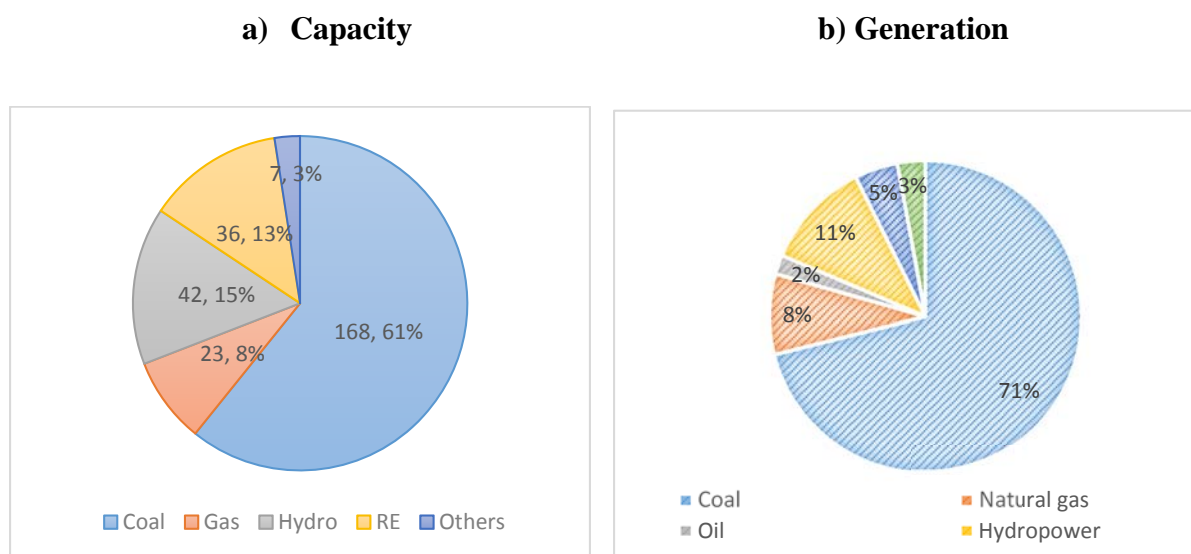 a) Capacity
b) Generation
7, 3%
36, 13%
42, 15%
23, 8%
168, 61%
Coal Gas Hydro RE Others
5%
3%
11%
2%
8%
71%
Coal Natural gas
Oil Hydropower